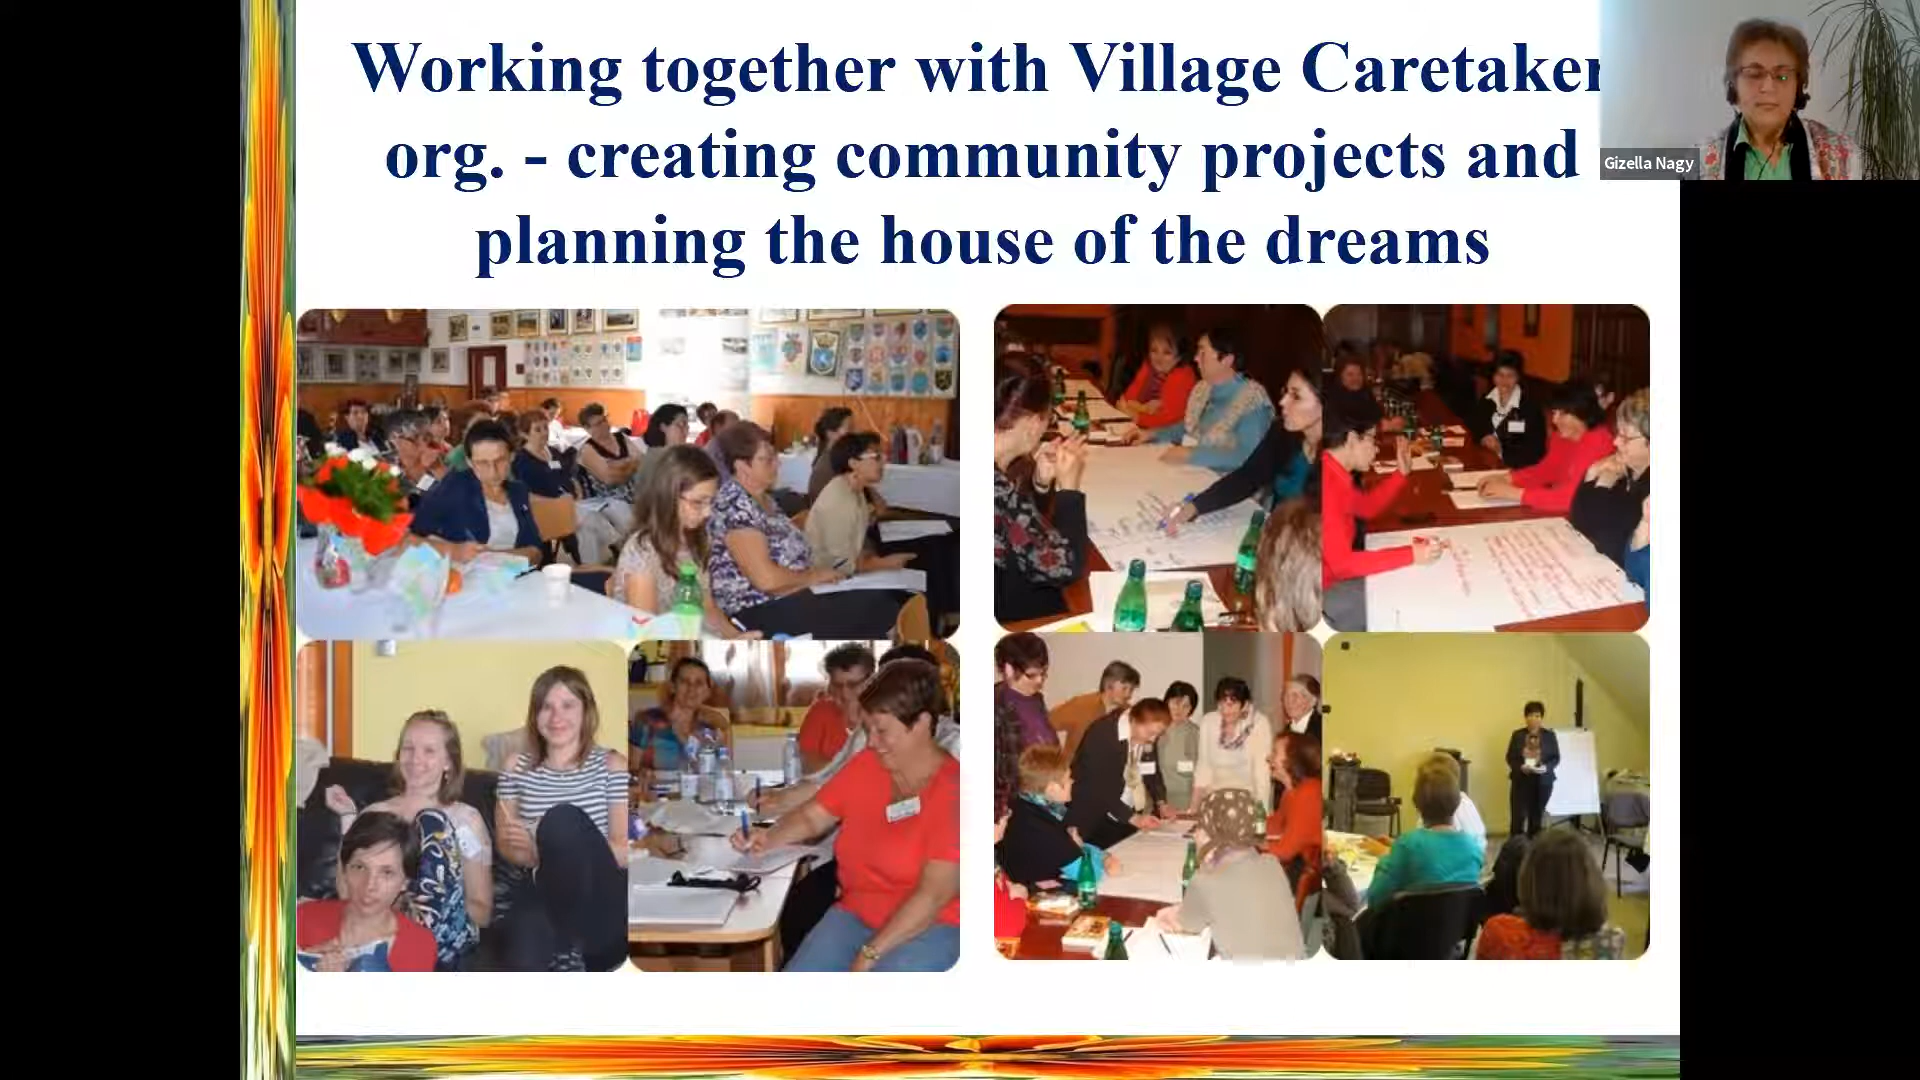 Working together with Village Caretaker
org. - creating community projects and
planning the house of the dreams
Gizella Nagy